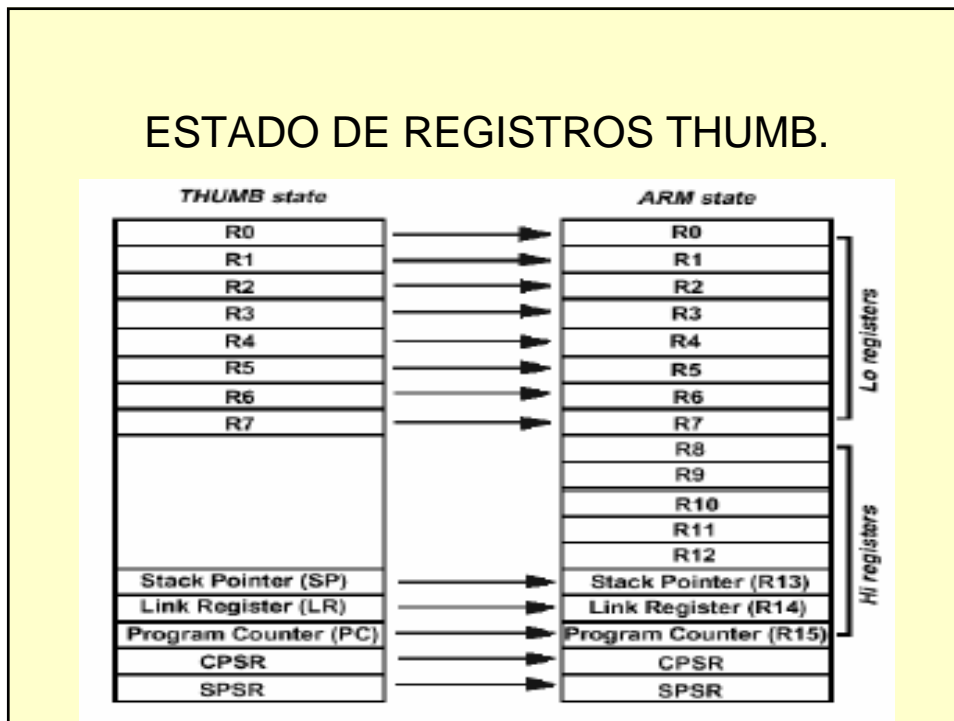 ESTADO DE REGISTROS THUMB.
THUMB state
ARM state
R0
R0
R1
R1
R2
R2
R3
R3
R4
R4
R5
R5
R6
R6
R7
R7
R8
R9
R10
R11
R12
Stack Pointer (SP)
Stack Pointer (R13)
Link Register (LR)
Link Register (R14)
Program Counter (PC)
Program Counter (R15)
CPSR
CPSR
SPSR
SPSR
Lo registers
Hi registers